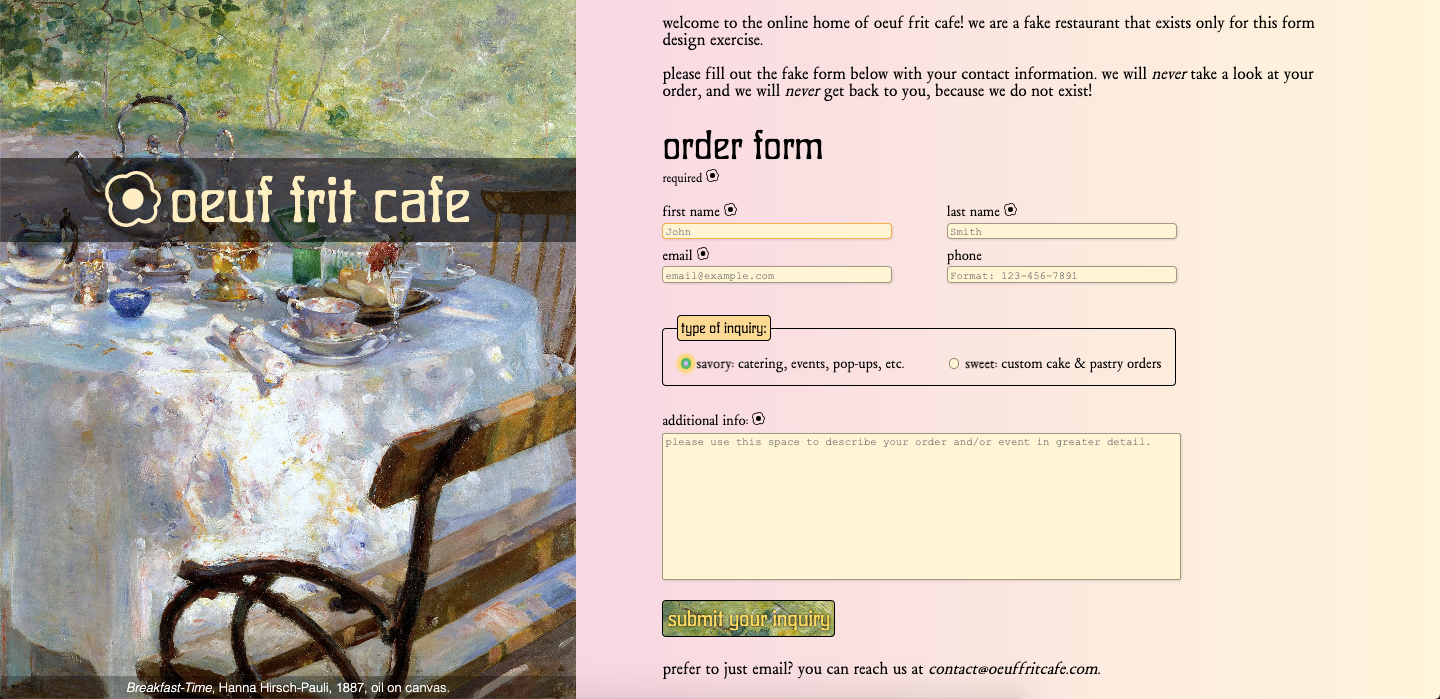 oeuf frit cafe
Breakfast-Time, Hanna Hirsch-Pauli, 1887, oil on canvas.
welcome to the online home of oeuf frit cafe! we are a fake restaurant that exists only for this form
design exercise.
please fill out the fake form below with your contact information. we will never take a look at your
order, and we will never get back to you, because we do not exist!
order form
required
first name
last name
John
Smith
email
phone
email@example.com
Format: 123-456-7891
type of inquiry:
savory: catering, events, pop-ups, etc.
sweet: custom cake & pastry orders
additional info:
please use this space to describe your order and/or event in greater detail.
submit your inquiry
prefer to just email? you can reach us at contact@oeuffritcafe.com.